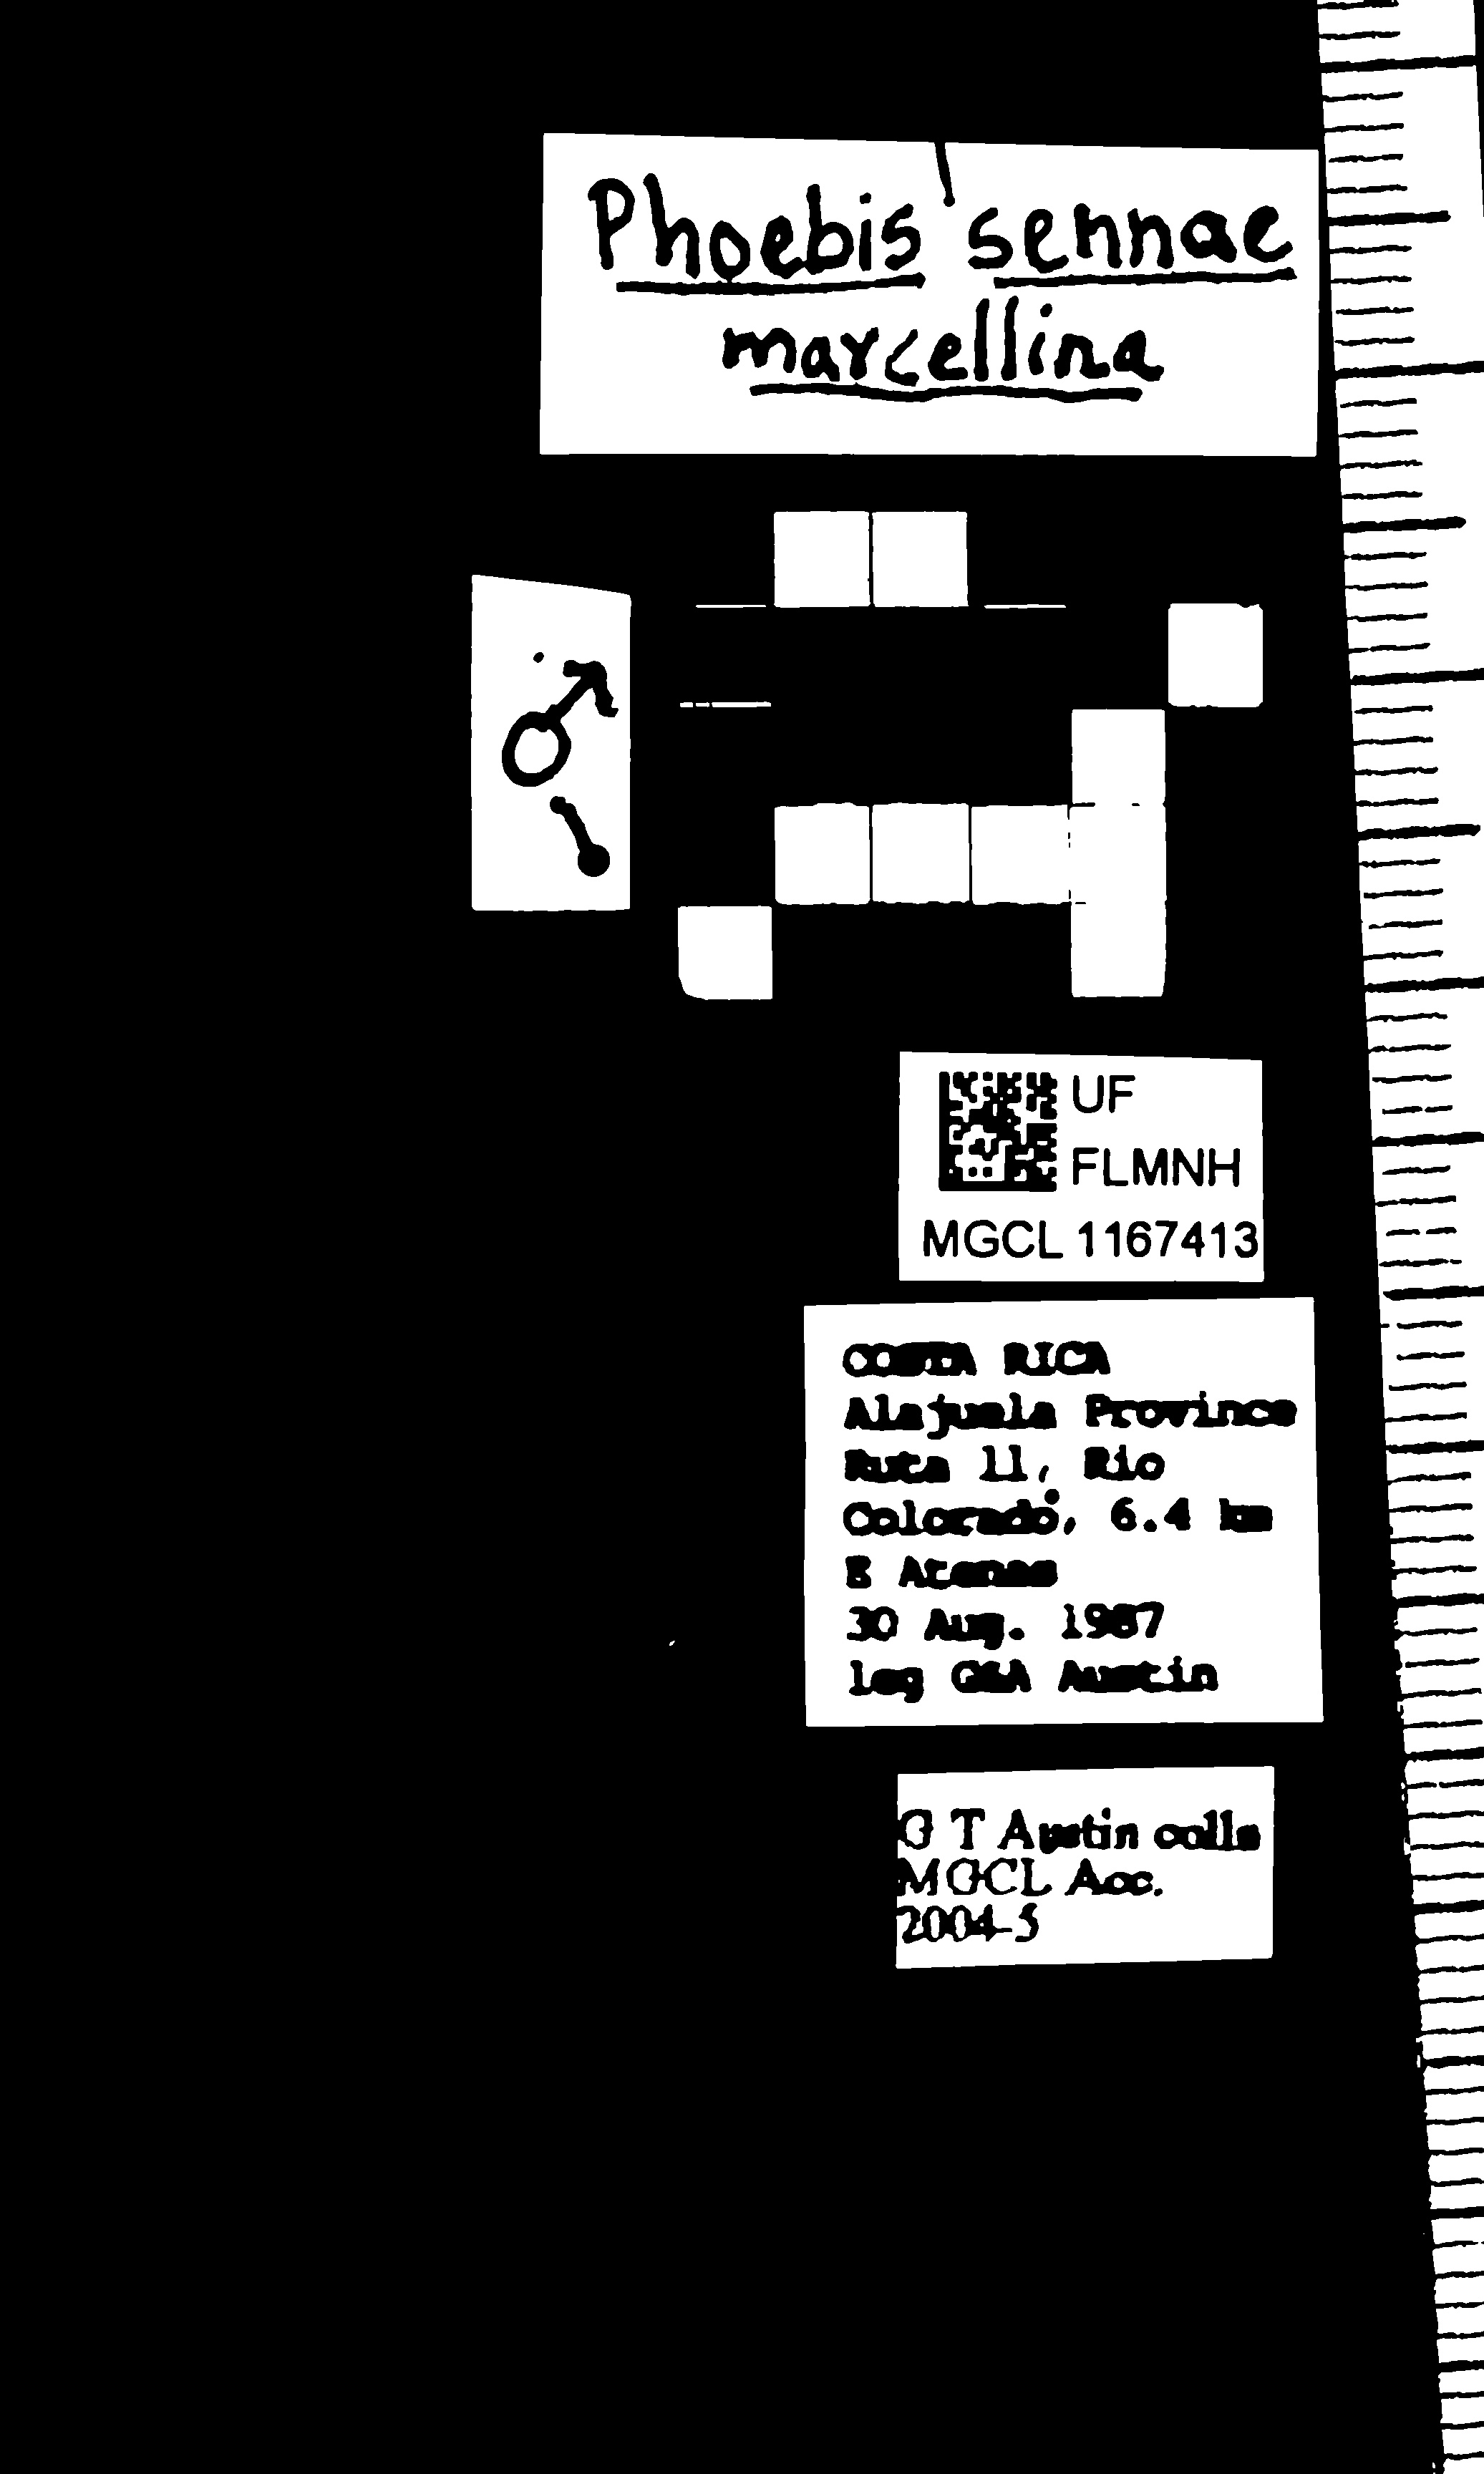 Phoebis sennae
marcellina
♂
UF
FLMNH
MGCL 1167413
COSTA RICA
Alajuela Province
Ruta 11, Rio
Colorado, 6.4 km
E Atenas
30 Aug. 1987
leg GSA Austin
G T Austin colln
MGCL Acc.
2004-5